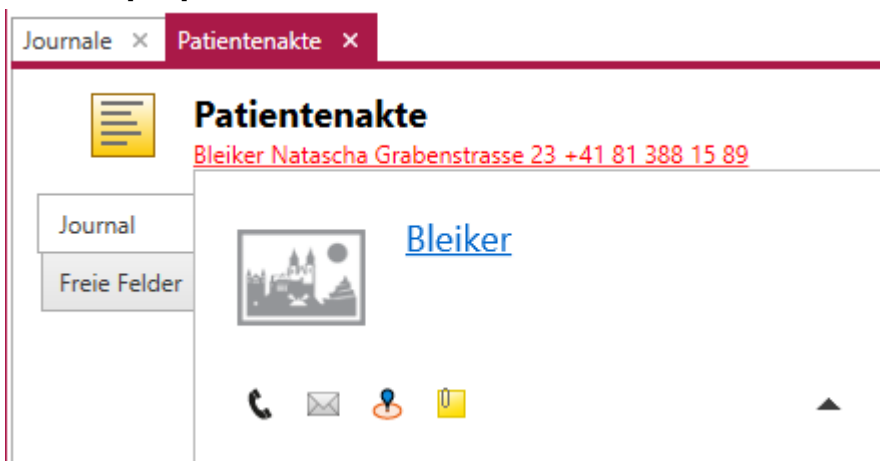 Journale × Patientenakte ×
Patientenakte
Bleiker Natascha Grabenstrasse 23 +41 81 388 15 89
Journal
Bleiker
Freie Felder